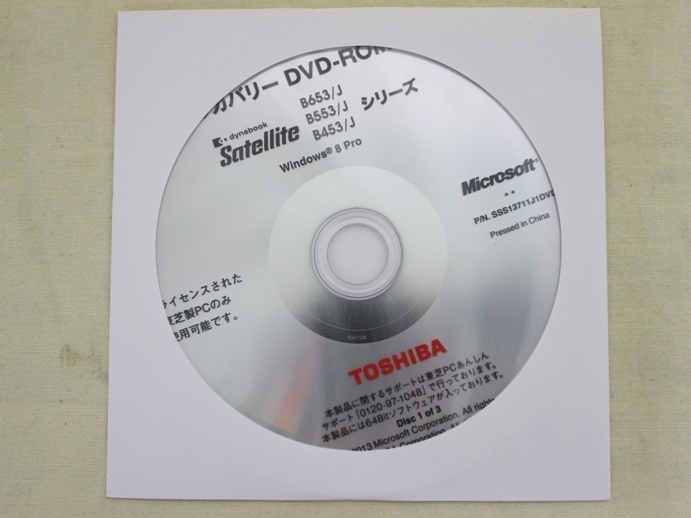 カバリー DVD-ROM
dynabook
Satellite
B653/J
B553/J
B453/J
シリーズ
Windows® 8 Pro
Microsoft®
**
P/N. SSS13711J1DVD
Pressed in China
イセンスされた
東芝製PCのみ
使用可能です。
TOSHIBA
本製品に関するサポートは東芝PCあんしん
サポート[0120-97-1048]で行っております。
本製品には64Bitソフトウェアが入っております。
Disc 1 of 3
2013 Microsoft Corporation. All rights
Corporation. All